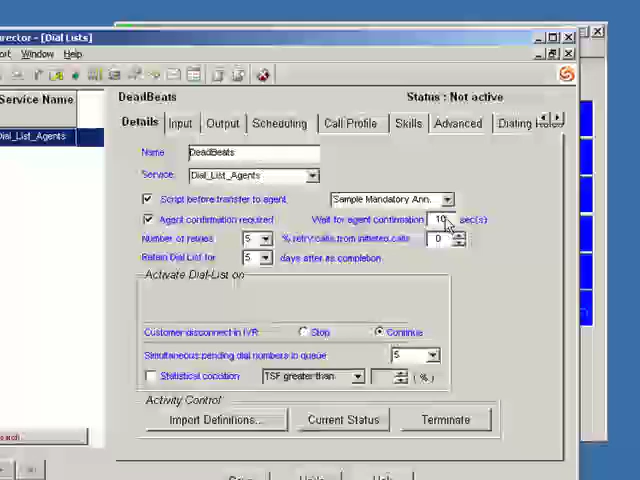 rector - [Dial Lists]
ort Window Help
Service Name
DeadBeats Status : Not active
Dial_List_Agents
Details Input Output Scheduling Call Profile Skills Advanced Dialing
Name DeadBeats
Service: Dial_List_Agents
Script before transfer to agent Sample Mandatory Ann.
Agent confirmation required Wait for agent confirmation 10 sec(s)
Number of retries 5 % retry calls from initiated calls 0
Retain Dial List for 5 days after its completion
Activate Dial-List on
Customer disconnect in IVR Stop Continue
Simultaneous pending dial numbers in queue 5
Statistical condition TSF greater than (%)
Activity Control
Import Definitions... Current Status Terminate